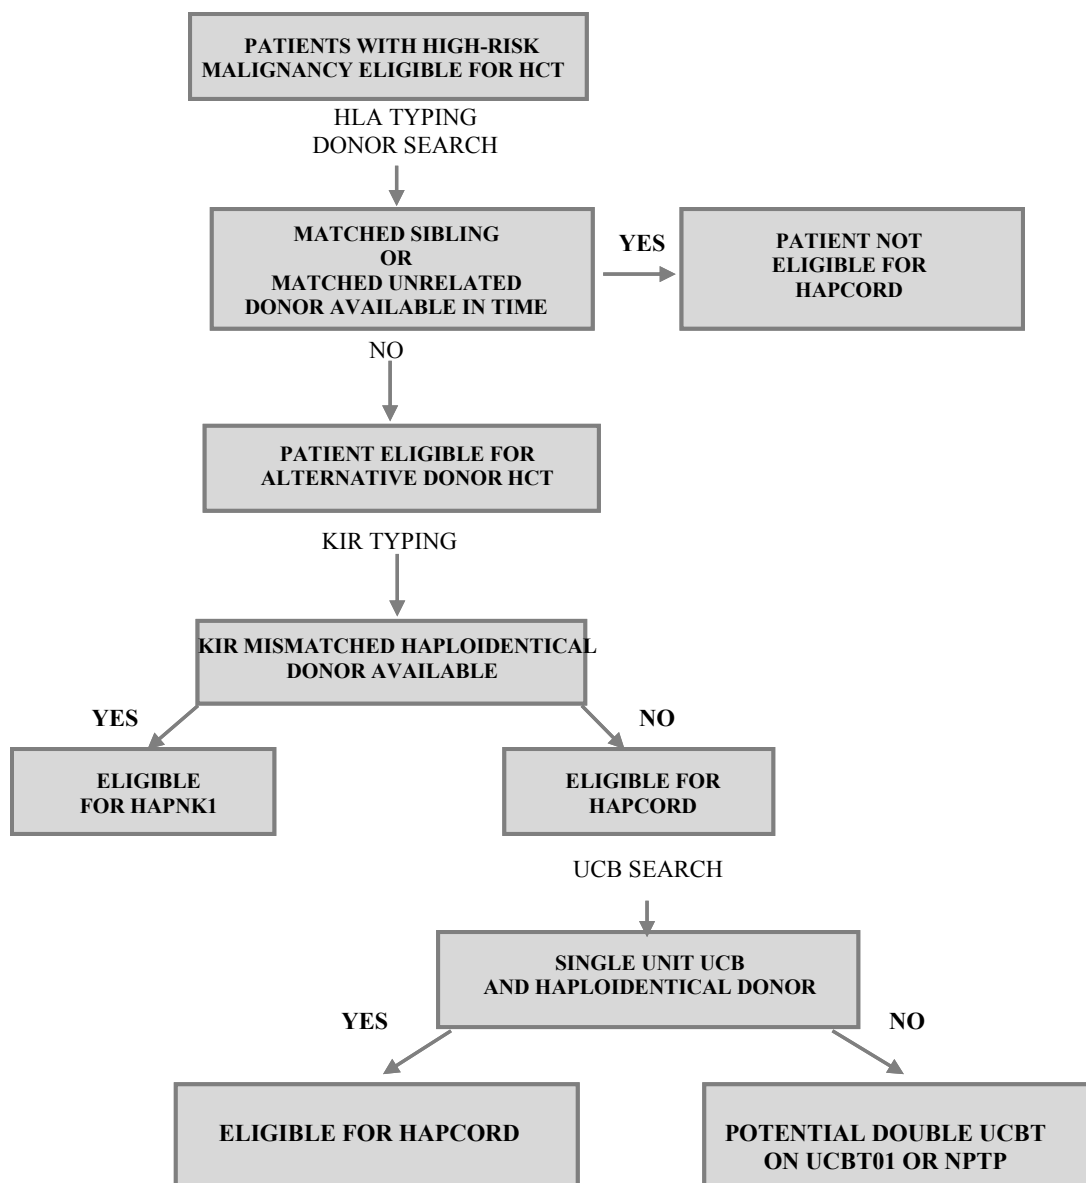 PATIENTS WITH HIGH-RISK
MALIGNANCY ELIGIBLE FOR HCT
HLA TYPING
DONOR SEARCH
MATCHED SIBLING
OR
MATCHED UNRELATED
DONOR AVAILABLE IN TIME
YES
PATIENT NOT
ELIGIBLE FOR
HAPCORD
NO
PATIENT ELIGIBLE FOR
ALTERNATIVE DONOR HCT
KIR TYPING
KIR MISMATCHED HAPLOIDENTICAL
DONOR AVAILABLE
YES
NO
ELIGIBLE
FOR HAPNK1
ELIGIBLE FOR
HAPCORD
UCB SEARCH
SINGLE UNIT UCB
AND HAPLOIDENTICAL DONOR
YES
NO
ELIGIBLE FOR HAPCORD
POTENTIAL DOUBLE UCBT
ON UCBT01 OR NPTP